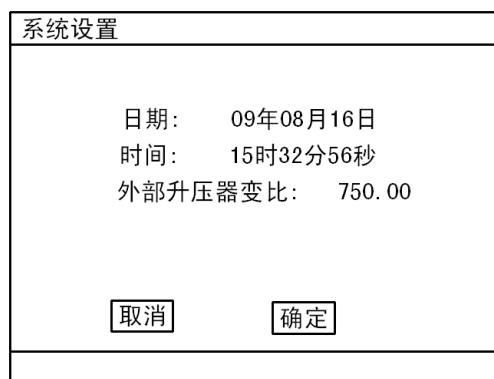 系统设置
日期: 09年08月16日
时间: 15时32分56秒
外部升压器变比: 750.00
取消 确定